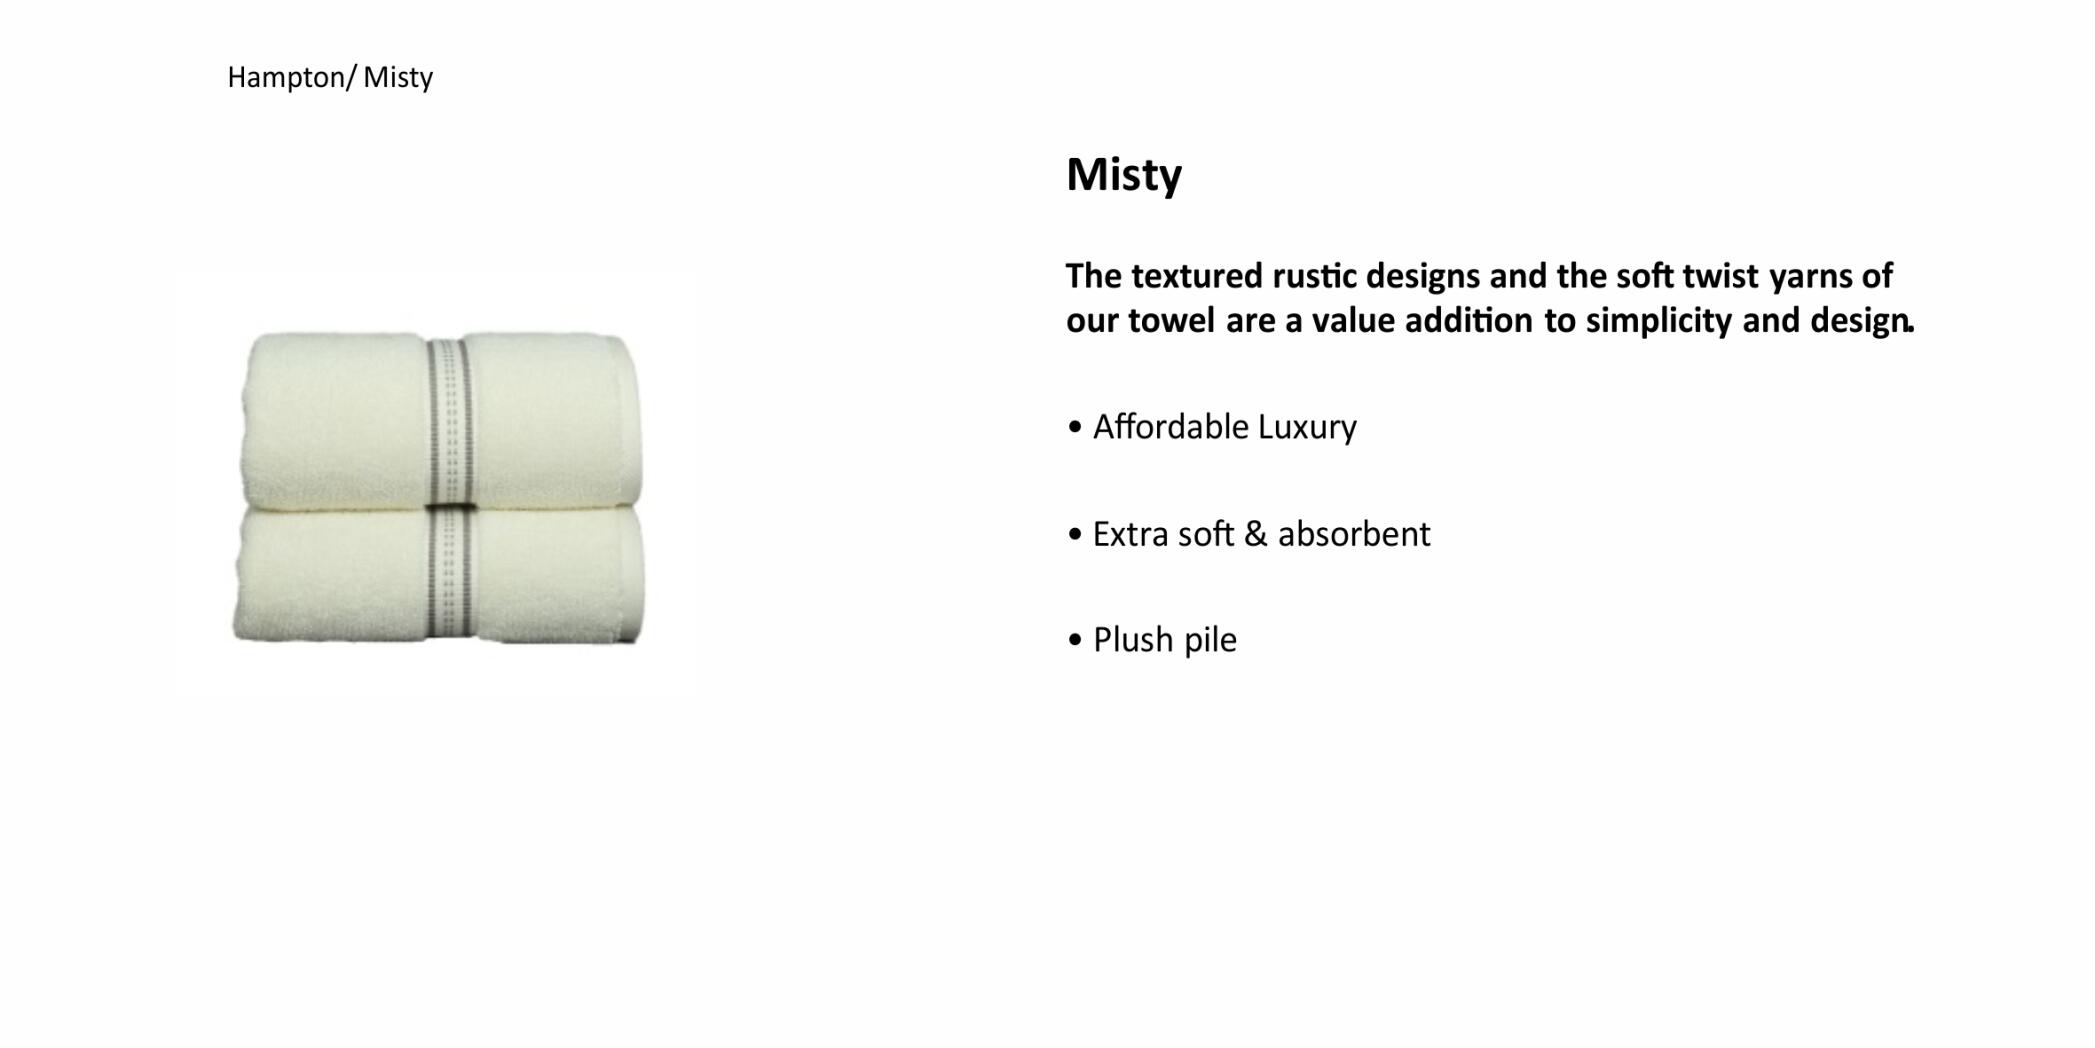 Hampton/ Misty
Misty
The textured rustic designs and the soft twist yarns of
our towel are a value addition to simplicity and design.
• Affordable Luxury
• Extra soft & absorbent
• Plush pile